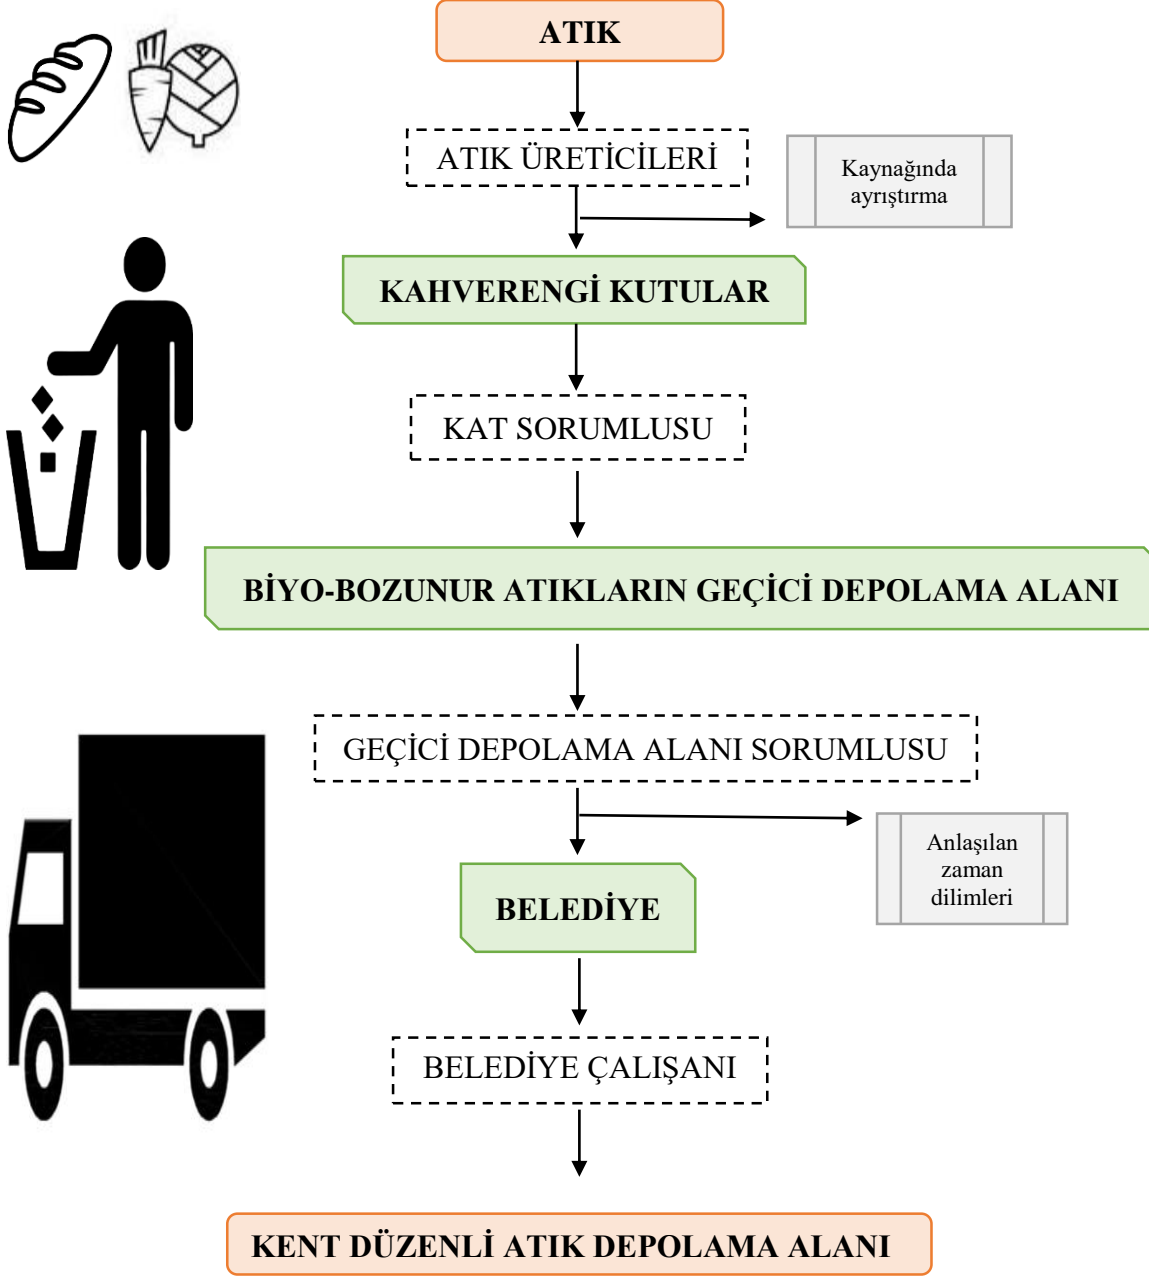 ATIK
ATIK ÜRETİCİLERİ
Kaynağında
ayrıştırma
KAHVERENGİ KUTULAR
KAT SORUMLUSU
BİYO-BOZUNUR ATIKLARIN GEÇİCİ DEPOLAMA ALANI
GEÇİCİ DEPOLAMA ALANI SORUMLUSU
Anlaşılan
zaman
dilimleri
BELEDİYE
BELEDİYE ÇALIŞANI
KENT DÜZENLİ ATIK DEPOLAMA ALANI